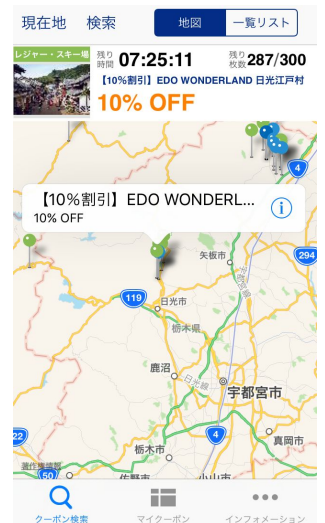 現在地 検索 地図 一覧リスト
レジャー・スキー場
残り時間 07:25:11 残り枚数 287/300
【10%割引】EDO WONDERLAND 日光江戸村
10% OFF
4
【10%割引】EDO WONDERL...
10% OFF
矢板市
294
119
日光市
栃木県
鹿沼
日光線
宇都宮市
22
4
真岡市
栃木市
50
佐野市
小山市
クーポン検索 マイクーポン インフォメーション